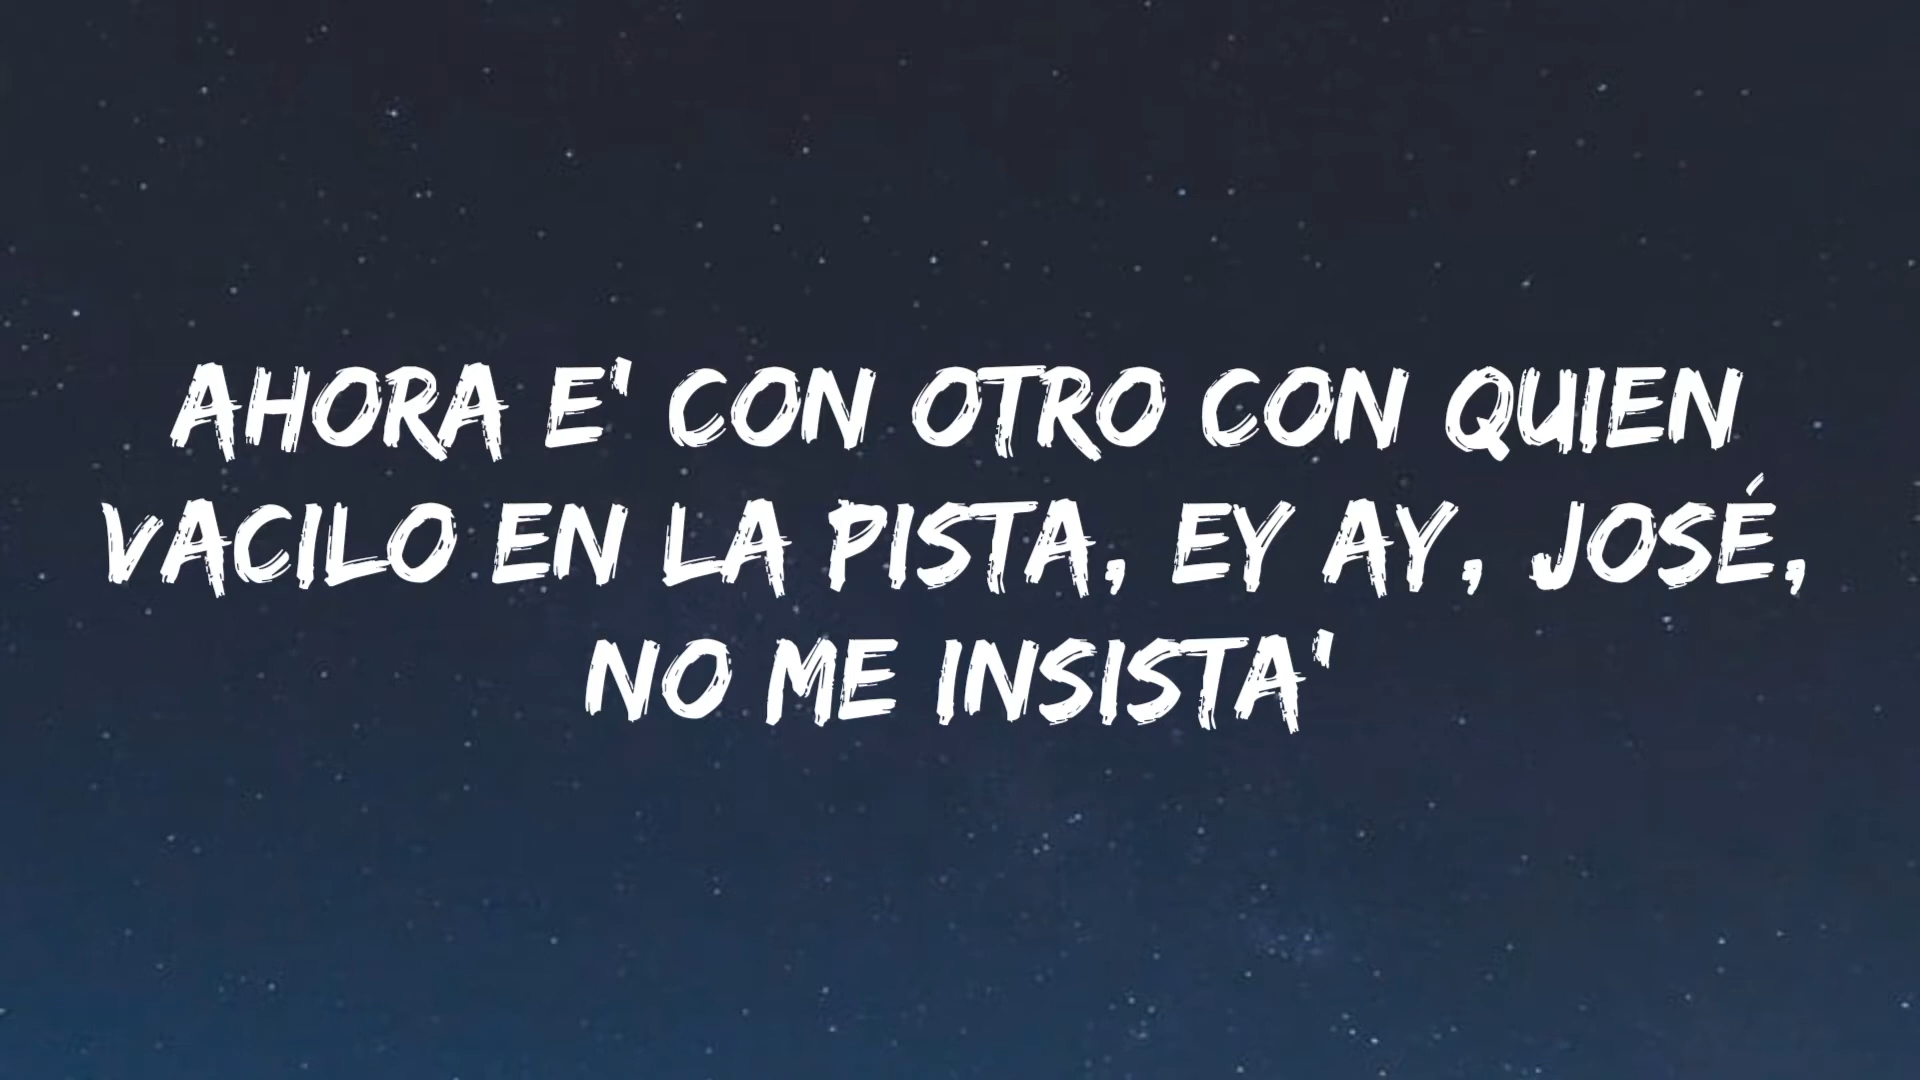 AHORA E' CON OTRO CON QUIEN
VACILO EN LA PISTA, EY AY, JOSÉ,
NO ME INSISTA'